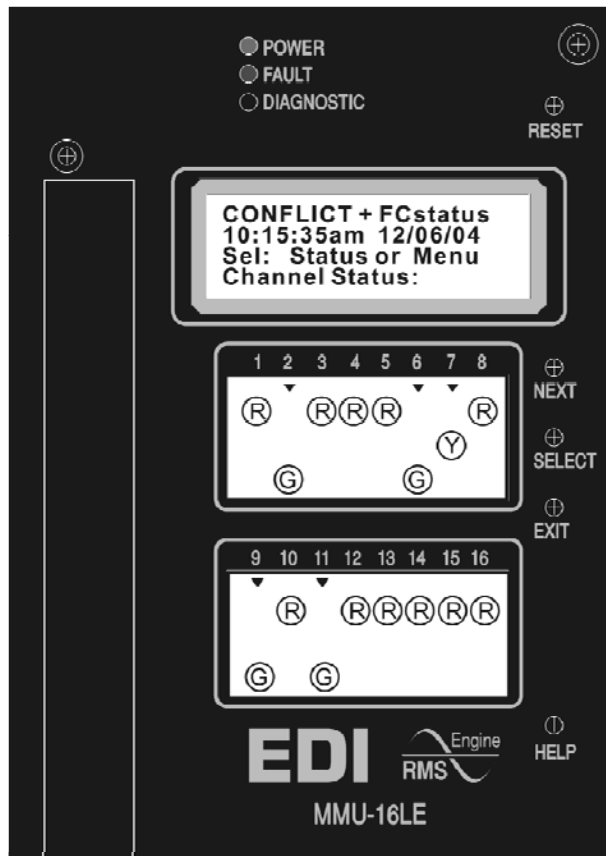 POWER
FAULT
DIAGNOSTIC
RESET
CONFLICT + FCstatus
10:15:35am 12/06/04
Sel: Status or Menu
Channel Status:
1 2 3 4 5 6 7 8
NEXT
R R R R R
Y
SELECT
G G
EXIT
9 10 11 12 13 14 15 16
R R R R R R
G G
EDI
Engine
RMS
HELP
MMU-16LE